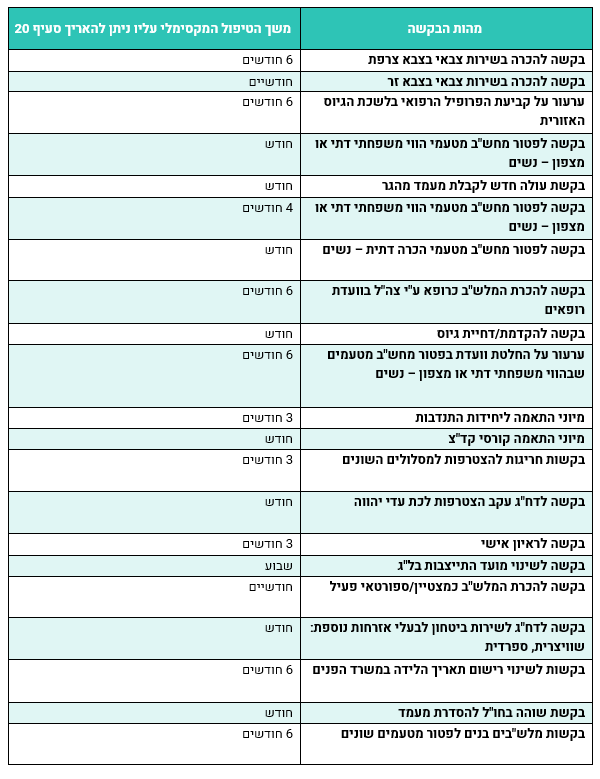 מהות הבקשה
משך הטיפול המקסימלי עליו ניתן להאריך סעיף 20
בקשה להכרה בשירות צבאי בצבא צרפת
6 חודשים
בקשה להכרה בשירות צבאי בצבא זר
חודשיים
ערעור על קביעת הפרופיל הרפואי בלשכת הגיוס
האזורית
6 חודשים
בקשה לפטור מחש"ב מטעמי הווי משפחתי דתי או
מצפון – נשים
חודש
בקשת עולה חדש לקבלת מעמד מהגר
חודש
בקשה לפטור מחש"ב מטעמי הווי משפחתי דתי או
מצפון – נשים
4 חודשים
בקשה לפטור מחש"ב מטעמי הכרה דתית – נשים
חודש
בקשה להכרת המלש"ב כרופא ע"י צה"ל בוועדת
רופאים
6 חודשים
בקשה להקדמת/דחיית גיוס
חודש
ערעור על החלטת וועדת בפטור מחש"ב מטעמים
שבהווי משפחתי דתי או מצפון – נשים
6 חודשים
מיוני התאמה ליחידות התנדבות
3 חודשים
מיוני התאמה קורסי קד"צ
חודש
בקשות חריגות להצטרפות למסלולים השונים
3 חודשים
בקשה לדח"ג עקב הצטרפות לכת עדי יהווה
חודש
בקשה לראיון אישי
3 חודשים
בקשה לשינוי מועד התייצבות בל"ג
שבוע
בקשה להכרת המלש"ב כמצטיין/ספורטאי פעיל
חודשיים
בקשה לדח"ג לשירות ביטחון לבעלי אזרחות נוספת:
שוויצרית, ספרדית
חודש
בקשות לשינוי רישום תאריך הלידה במשרד הפנים
6 חודשים
בקשת שוהה בחו"ל להסדרת מעמד
חודש
בקשות מלש"בים בנים לפטור מטעמים שונים
6 חודשים